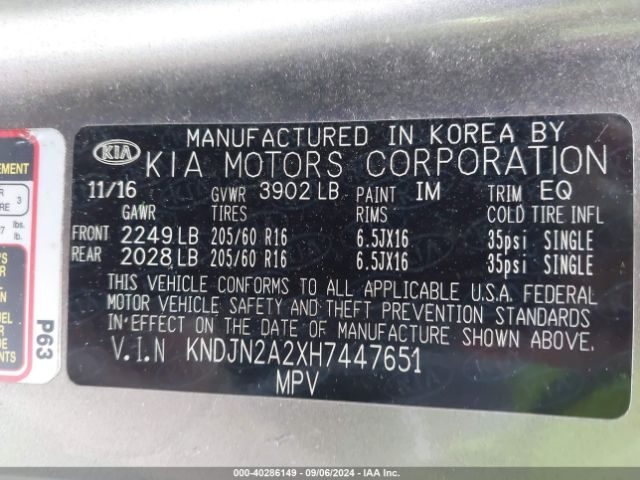 MANUFACTURED IN KOREA BY
KIA KIA MOTORS CORPORATION
11/16 GVWR 3902 LB PAINT IM TRIM EQ
GAWR TIRES RIMS COLD TIRE INFL
FRONT 2249 LB 205/60 R16 6.5JX16 35psi SINGLE
REAR 2028 LB 205/60 R16 6.5JX16 35psi SINGLE
THIS VEHICLE CONFORMS TO ALL APPLICABLE U.S.A. FEDERAL
MOTOR VEHICLE SAFETY AND THEFT PREVENTION STANDARDS
IN EFFECT ON THE DATE OF MANUFACTURE SHOWN ABOVE.
V.I.N KNDJN2A2XH7447651
MPV
P63
000-40286149 - 09/06/2024 - IAA Inc.